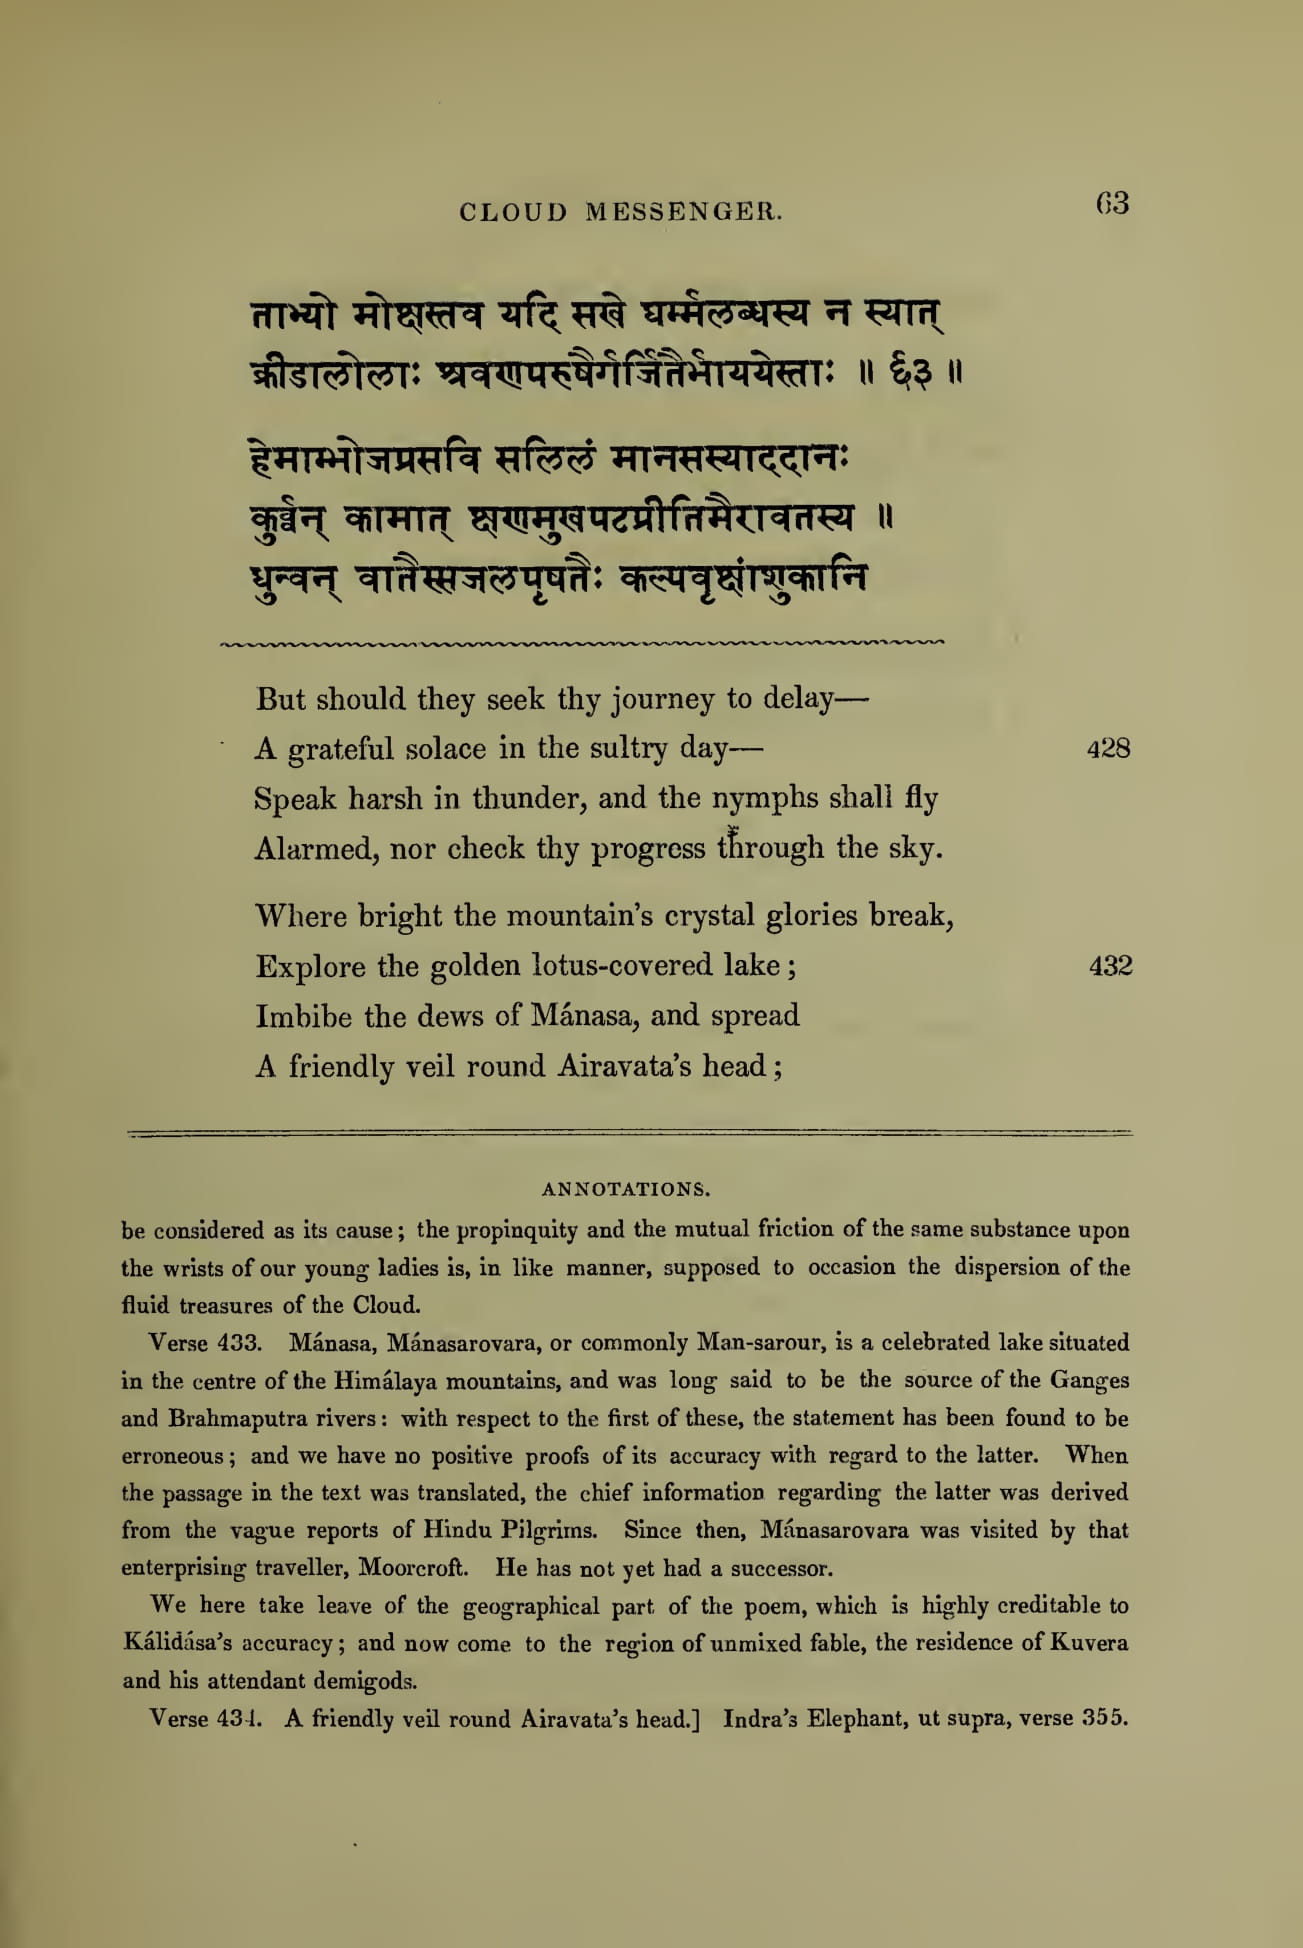 CLOUD MESSENGER.
63
ताभ्यो मोक्षस्तव यदि सखे घर्म्मलब्धस्य न स्यात्
क्रीडालोलाः श्रवणपरुषैर्गर्जितैर्भाययेस्ताः ॥ ६३ ॥
हेमाम्भोजप्रसवि सलिलं मानसस्याददानः
कुर्व्वन् कामात् क्षणमुखपटप्रीतिमैरावतस्य ॥
धुन्वन् वातैस्सजलपृषतैः कल्पवृक्षांशुकानि
But should they seek thy journey to delay—
A grateful solace in the sultry day— 428
Speak harsh in thunder, and the nymphs shall fly
Alarmed, nor check thy progress through the sky.
Where bright the mountain's crystal glories break,
Explore the golden lotus-covered lake ; 432
Imbibe the dews of Mánasa, and spread
A friendly veil round Airavata's head ;
ANNOTATIONS.
be considered as its cause ; the propinquity and the mutual friction of the same substance upon
the wrists of our young ladies is, in like manner, supposed to occasion the dispersion of the
fluid treasures of the Cloud.
Verse 433. Mánasa, Mánasarovara, or commonly Man-sarour, is a celebrated lake situated
in the centre of the Himálaya mountains, and was long said to be the source of the Ganges
and Brahmaputra rivers : with respect to the first of these, the statement has been found to be
erroneous ; and we have no positive proofs of its accuracy with regard to the latter. When
the passage in the text was translated, the chief information regarding the latter was derived
from the vague reports of Hindu Pilgrims. Since then, Mánasarovara was visited by that
enterprising traveller, Moorcroft. He has not yet had a successor.
We here take leave of the geographical part of the poem, which is highly creditable to
Kálidása's accuracy ; and now come to the region of unmixed fable, the residence of Kuvera
and his attendant demigods.
Verse 434. A friendly veil round Airavata's head.] Indra's Elephant, ut supra, verse 355.